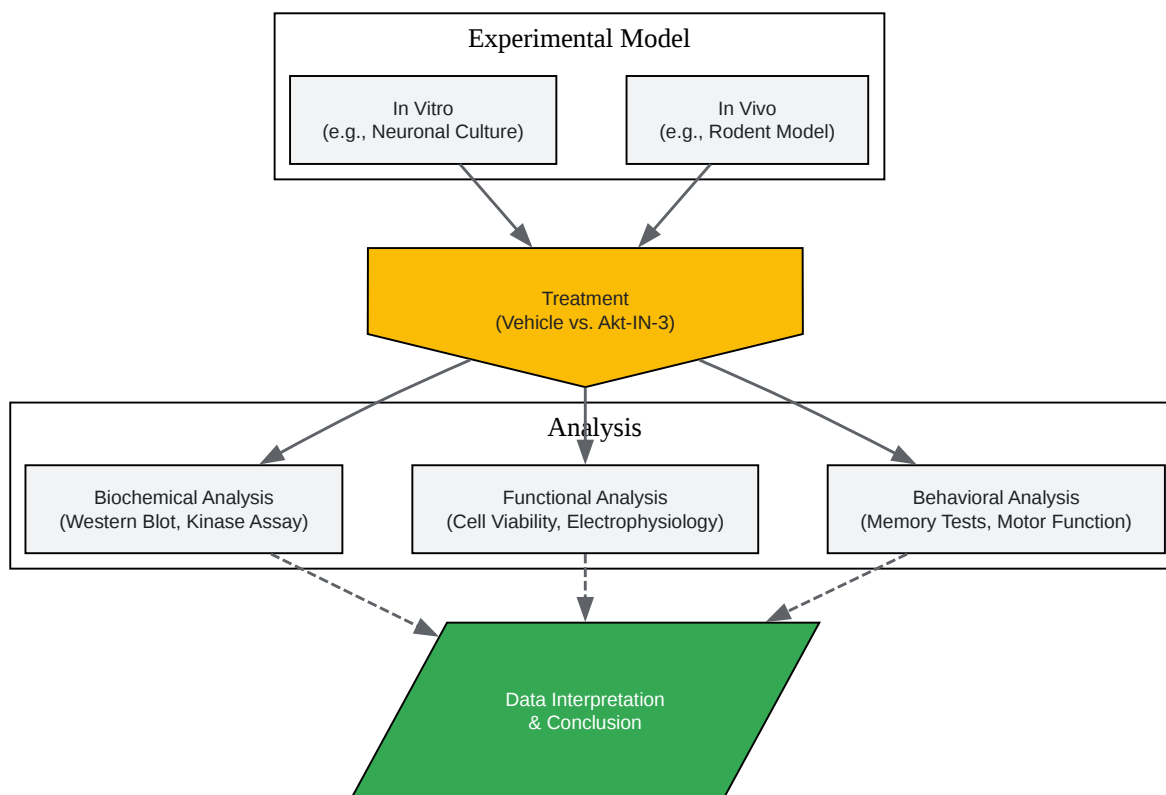 Experimental Model
In Vitro
(e.g., Neuronal Culture)
In Vivo
(e.g., Rodent Model)
Treatment
(Vehicle vs. Akt-IN-3)
Analysis
Biochemical Analysis
(Western Blot, Kinase Assay)
Functional Analysis
(Cell Viability, Electrophysiology)
Behavioral Analysis
(Memory Tests, Motor Function)
Data Interpretation
& Conclusion